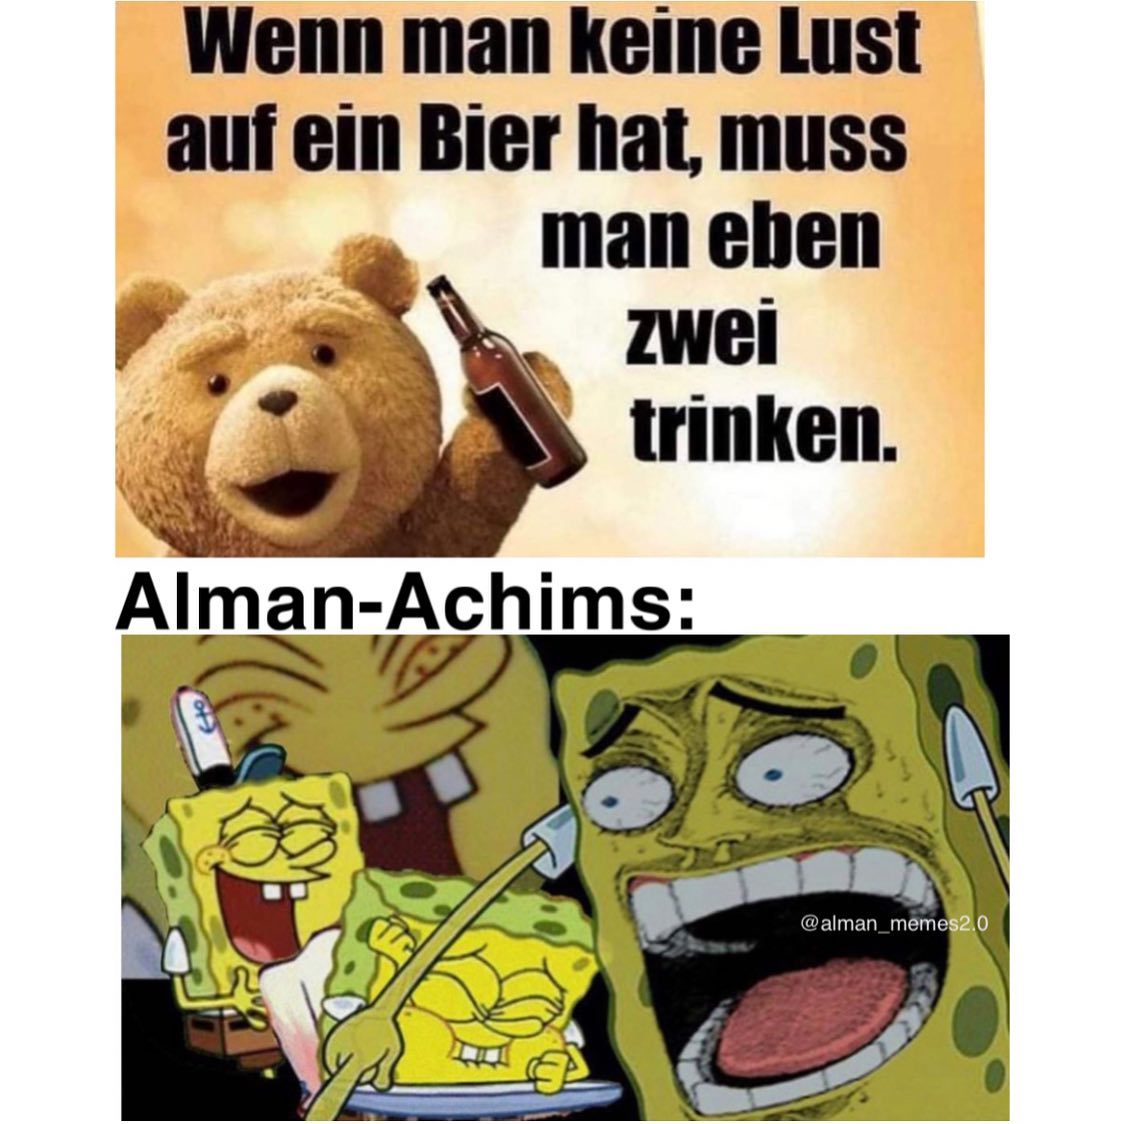 Wenn man keine Lust
auf ein Bier hat, muss
man eben
zwei
trinken.
Alman-Achims:
@alman_memes2.0